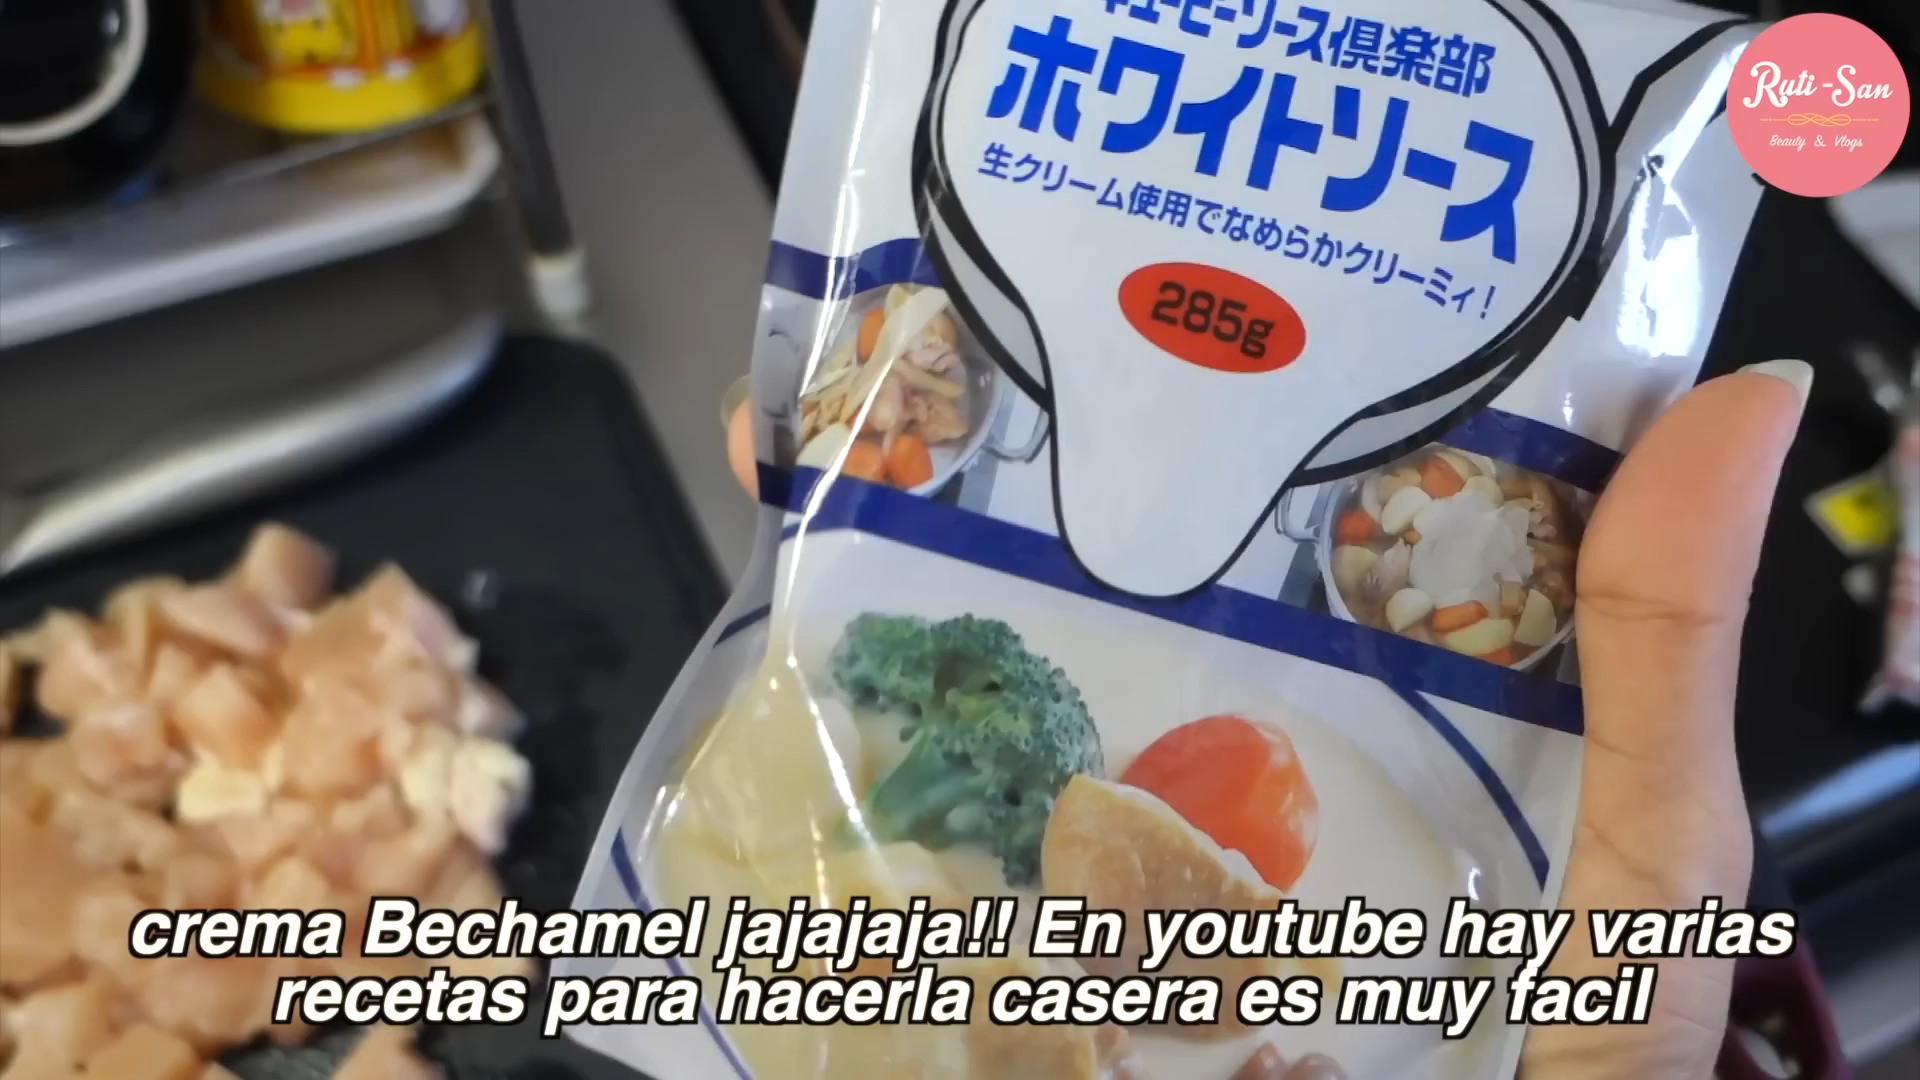 キユーピーソース倶楽部
ホワイトソース
生クリーム使用でなめらかクリーミィ!
285g
Ruti-San
Beauty & Vlogs
crema Bechamel jajajaja!! En youtube hay varias
recetas para hacerla casera es muy facil